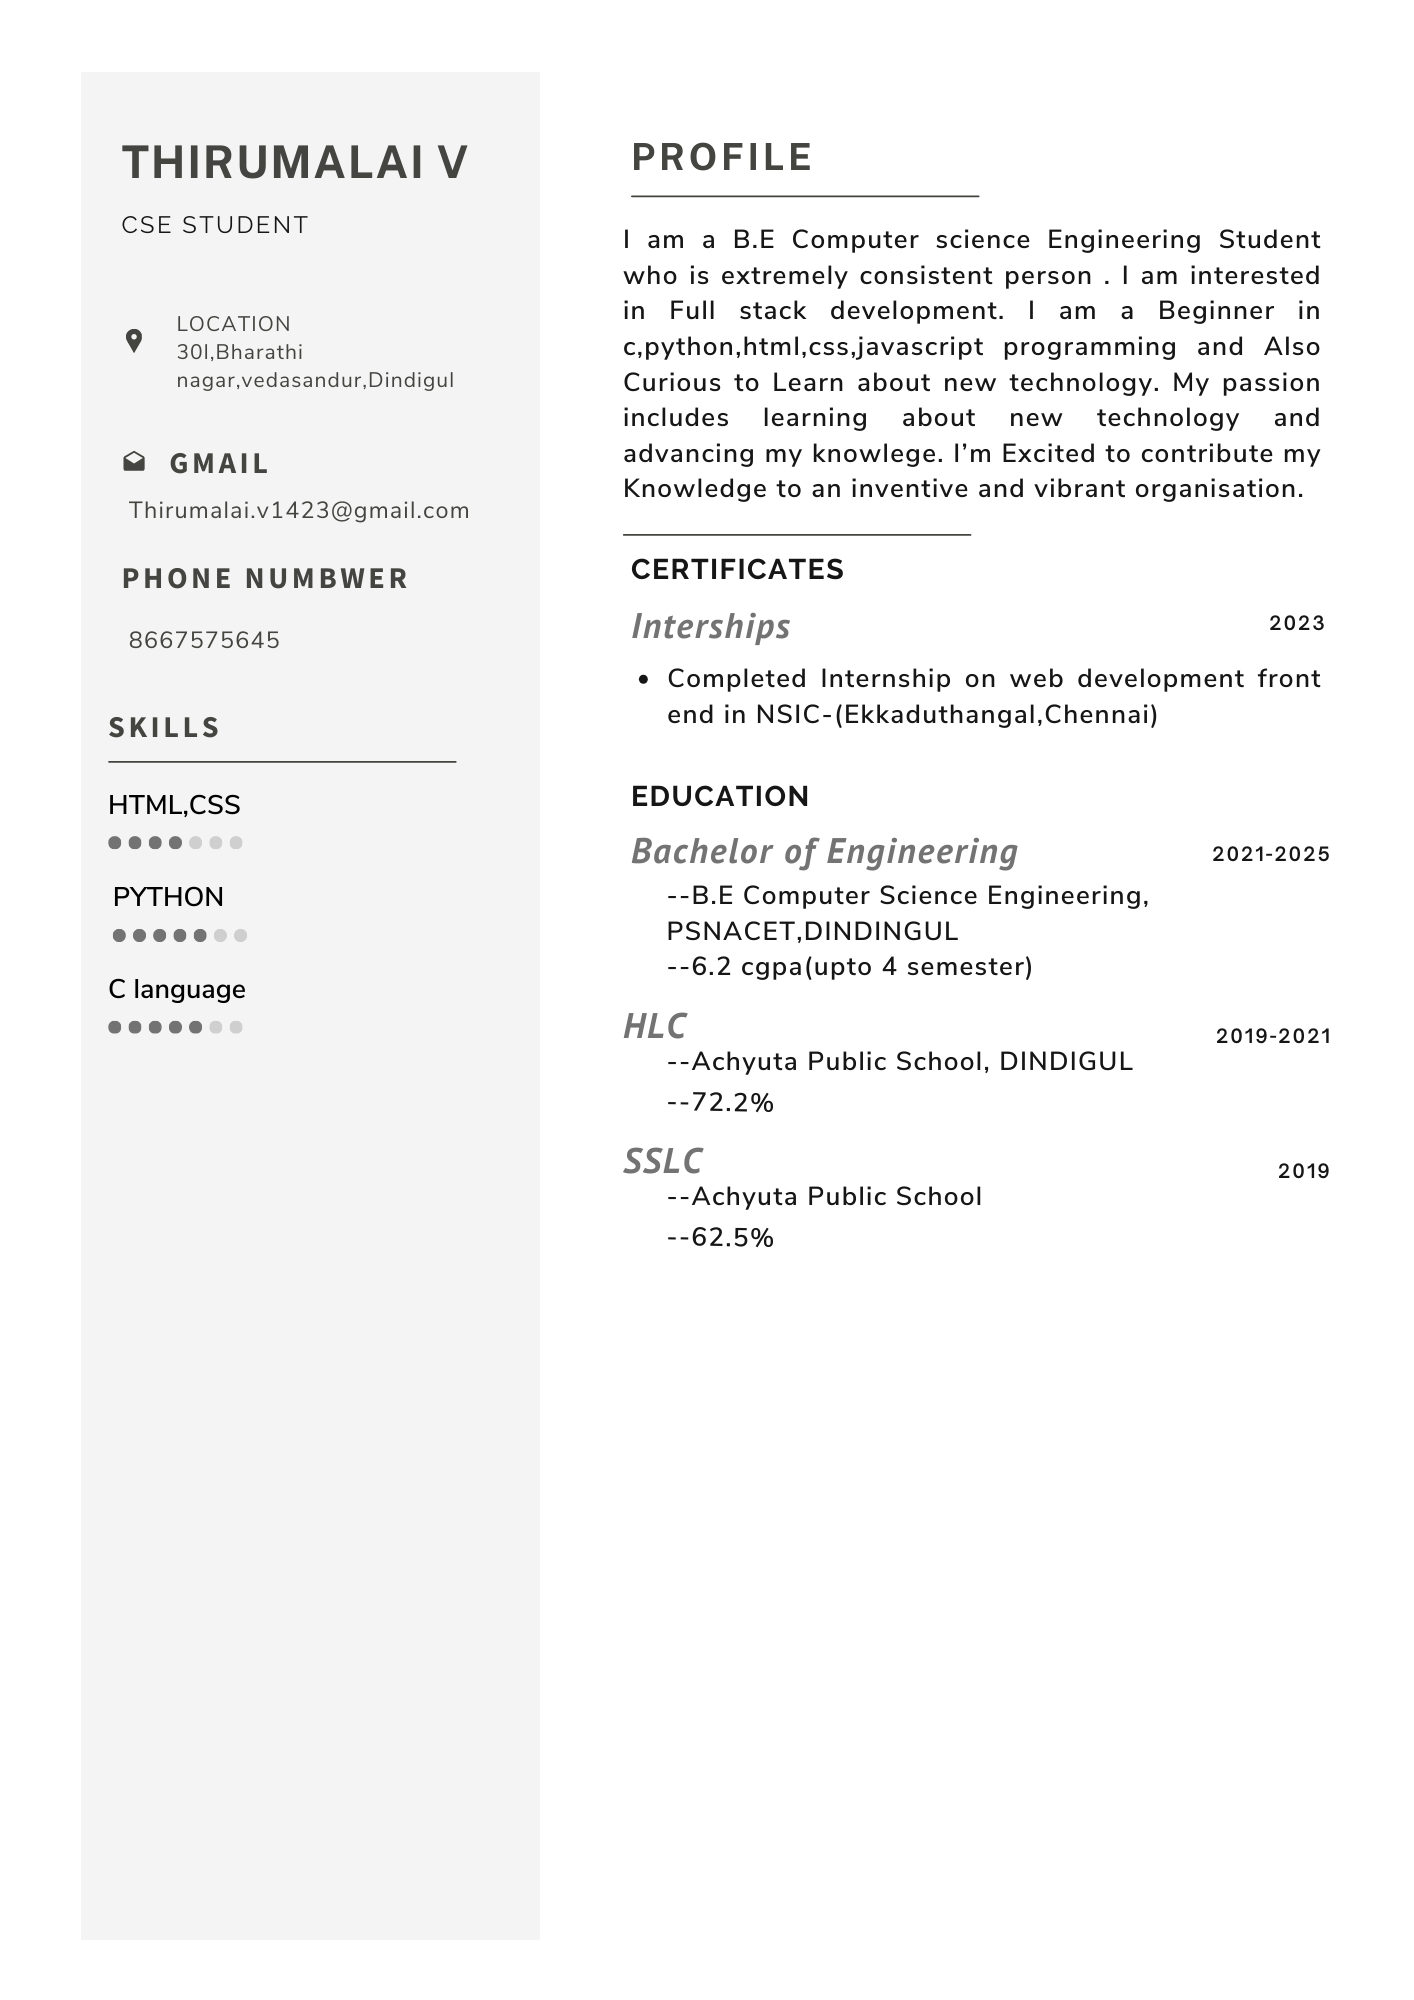 THIRUMALAI V
CSE STUDENT
LOCATION
30I,Bharathi
nagar,vedasandur,Dindigul
GMAIL
Thirumalai.v1423@gmail.com
PHONE NUMBWER
8667575645
SKILLS
HTML,CSS
PYTHON
C language
PROFILE
I am a B.E Computer science Engineering Student
who is extremely consistent person . I am interested
in Full stack development. I am a Beginner in
c,python,html,css,javascript programming and Also
Curious to Learn about new technology. My passion
includes learning about new technology and
advancing my knowlege. I’m Excited to contribute my
Knowledge to an inventive and vibrant organisation.
CERTIFICATES
Interships 2023
• Completed Internship on web development front
end in NSIC-(Ekkaduthangal,Chennai)
EDUCATION
Bachelor of Engineering 2021-2025
--B.E Computer Science Engineering,
PSNACET,DINDINGUL
--6.2 cgpa(upto 4 semester)
HLC 2019-2021
--Achyuta Public School, DINDIGUL
--72.2%
SSLC 2019
--Achyuta Public School
--62.5%